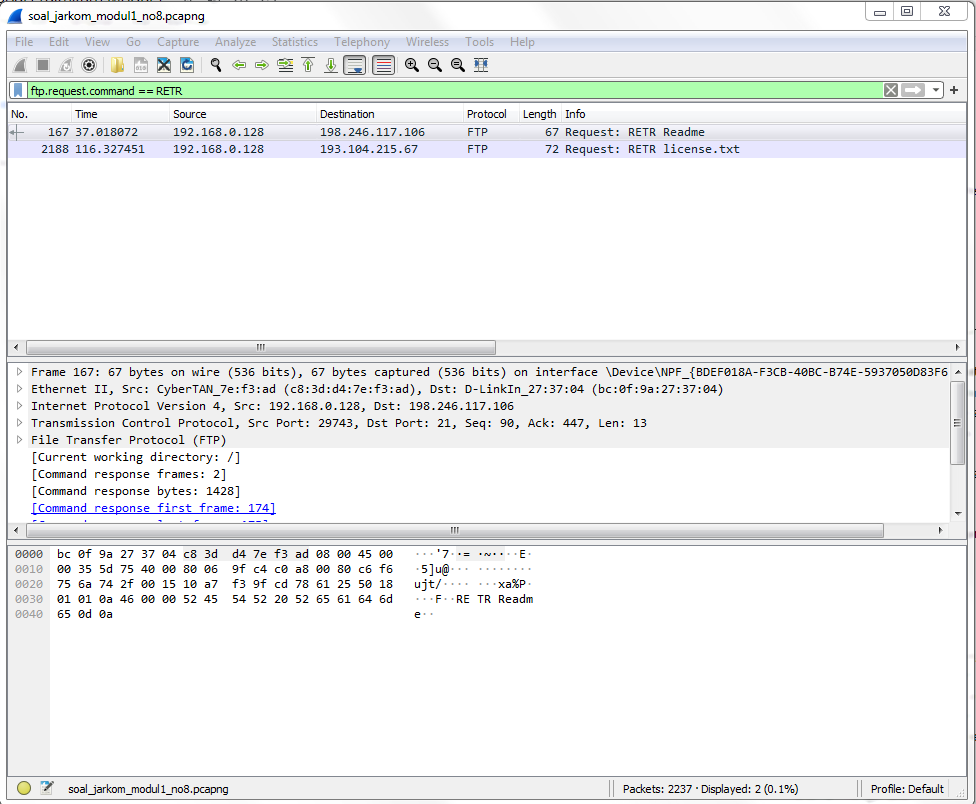 soal_jarkom_modul1_no8.pcapng
File Edit View Go Capture Analyze Statistics Telephony Wireless Tools Help
ftp.request.command == RETR
No. Time Source Destination Protocol Length Info
167 37.018072 192.168.0.128 198.246.117.106 FTP 67 Request: RETR Readme
2188 116.327451 192.168.0.128 193.104.215.67 FTP 72 Request: RETR license.txt
Frame 167: 67 bytes on wire (536 bits), 67 bytes captured (536 bits) on interface \Device\NPF_{BDEF018A-F3CB-40BC-B74E-5937050D83F6
Ethernet II, Src: CyberTAN_7e:f3:ad (c8:3d:d4:7e:f3:ad), Dst: D-LinkIn_27:37:04 (bc:0f:9a:27:37:04)
Internet Protocol Version 4, Src: 192.168.0.128, Dst: 198.246.117.106
Transmission Control Protocol, Src Port: 29743, Dst Port: 21, Seq: 90, Ack: 447, Len: 13
File Transfer Protocol (FTP)
[Current working directory: /]
[Command response frames: 2]
[Command response bytes: 1428]
[Command response first frame: 174]
0000 bc 0f 9a 27 37 04 c8 3d d4 7e f3 ad 08 00 45 00 ···'7··= ·~····E·
0010 00 35 5d 75 40 00 80 06 9f c4 c0 a8 00 80 c6 f6 ·5]u@··· ········
0020 75 6a 74 2f 00 15 10 a7 f3 9f cd 78 61 25 50 18 ujt/···· ···xa%P·
0030 01 01 0a 46 00 00 52 45 54 52 20 52 65 61 64 6d ···F··RE TR Readm
0040 65 0d 0a e··
soal_jarkom_modul1_no8.pcapng Packets: 2237 · Displayed: 2 (0.1%) Profile: Default